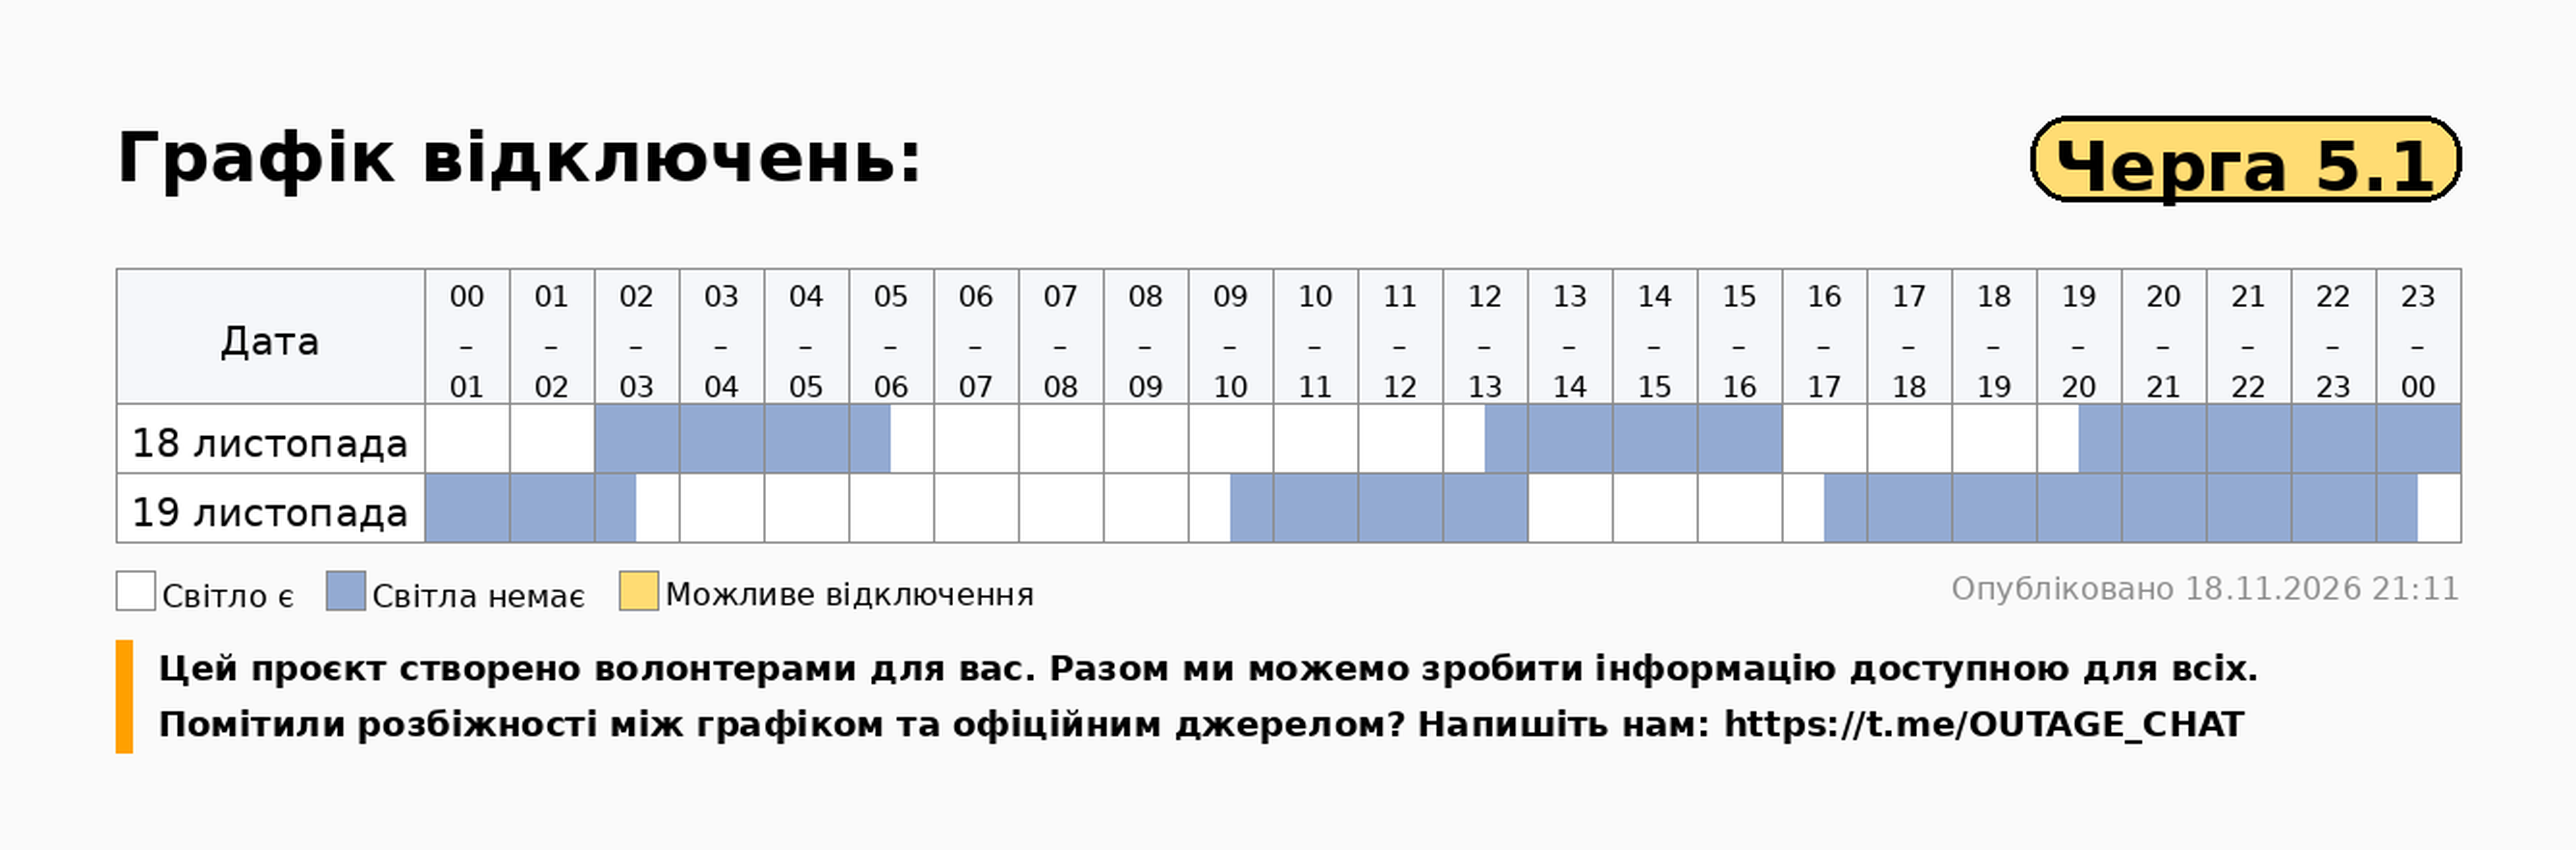 Графік відключень:
Черга 5.1
Дата 00 – 01 01 – 02 02 – 03 03 – 04 04 – 05 05 – 06 06 – 07 07 – 08 08 – 09 09 – 10 10 – 11 11 – 12 12 – 13 13 – 14 14 – 15 15 – 16 16 – 17 17 – 18 18 – 19 19 – 20 20 – 21 21 – 22 22 – 23 23 – 00
18 листопада
19 листопада
Світло є Світла немає Можливе відключення
Опубліковано 18.11.2026 21:11
Цей проєкт створено волонтерами для вас. Разом ми можемо зробити інформацію доступною для всіх.
Помітили розбіжності між графіком та офіційним джерелом? Напишіть нам: https://t.me/OUTAGE_CHAT